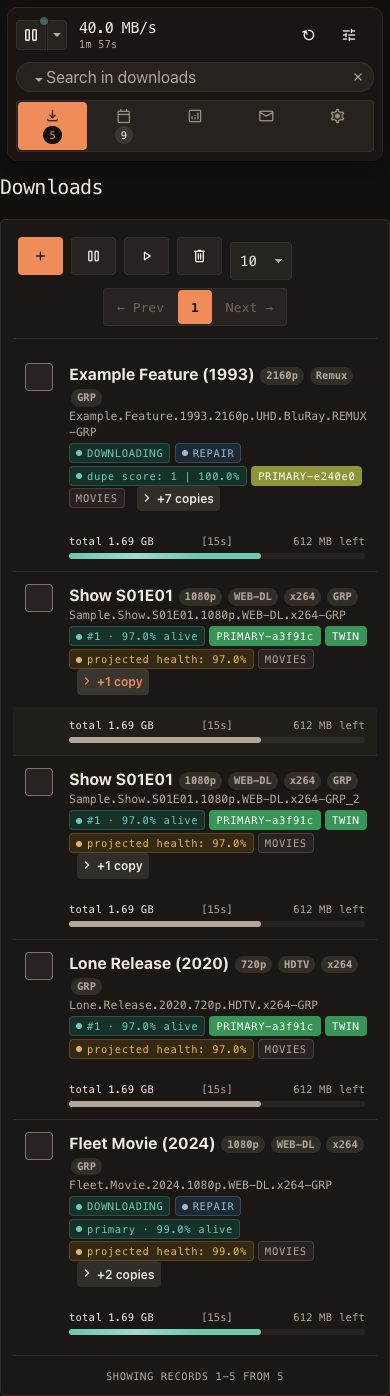 40.0 MB/s
1m 57s
Search in downloads
5
9
Downloads
10
← Prev 1 Next →
Example Feature (1993) 2160p Remux
GRP
Example.Feature.1993.2160p.UHD.BluRay.REMUX
-GRP
DOWNLOADING REPAIR
dupe score: 1 | 100.0% PRIMARY-e240e0
MOVIES +7 copies
total 1.69 GB [15s] 612 MB left
Show S01E01 1080p WEB-DL x264 GRP
Sample.Show.S01E01.1080p.WEB-DL.x264-GRP
#1 · 97.0% alive PRIMARY-a3f91c TWIN
projected health: 97.0% MOVIES
+1 copy
total 1.69 GB [15s] 612 MB left
Show S01E01 1080p WEB-DL x264 GRP
Sample.Show.S01E01.1080p.WEB-DL.x264-GRP_2
#1 · 97.0% alive PRIMARY-a3f91c TWIN
projected health: 97.0% MOVIES
+1 copy
total 1.69 GB [15s] 612 MB left
Lone Release (2020) 720p HDTV x264
GRP
Lone.Release.2020.720p.HDTV.x264-GRP
#1 · 97.0% alive PRIMARY-a3f91c TWIN
projected health: 97.0% MOVIES
total 1.69 GB [15s] 612 MB left
Fleet Movie (2024) 1080p WEB-DL x264
GRP
Fleet.Movie.2024.1080p.WEB-DL.x264-GRP
DOWNLOADING REPAIR
primary · 99.0% alive
projected health: 99.0% MOVIES
+2 copies
total 1.69 GB [15s] 612 MB left
SHOWING RECORDS 1-5 FROM 5